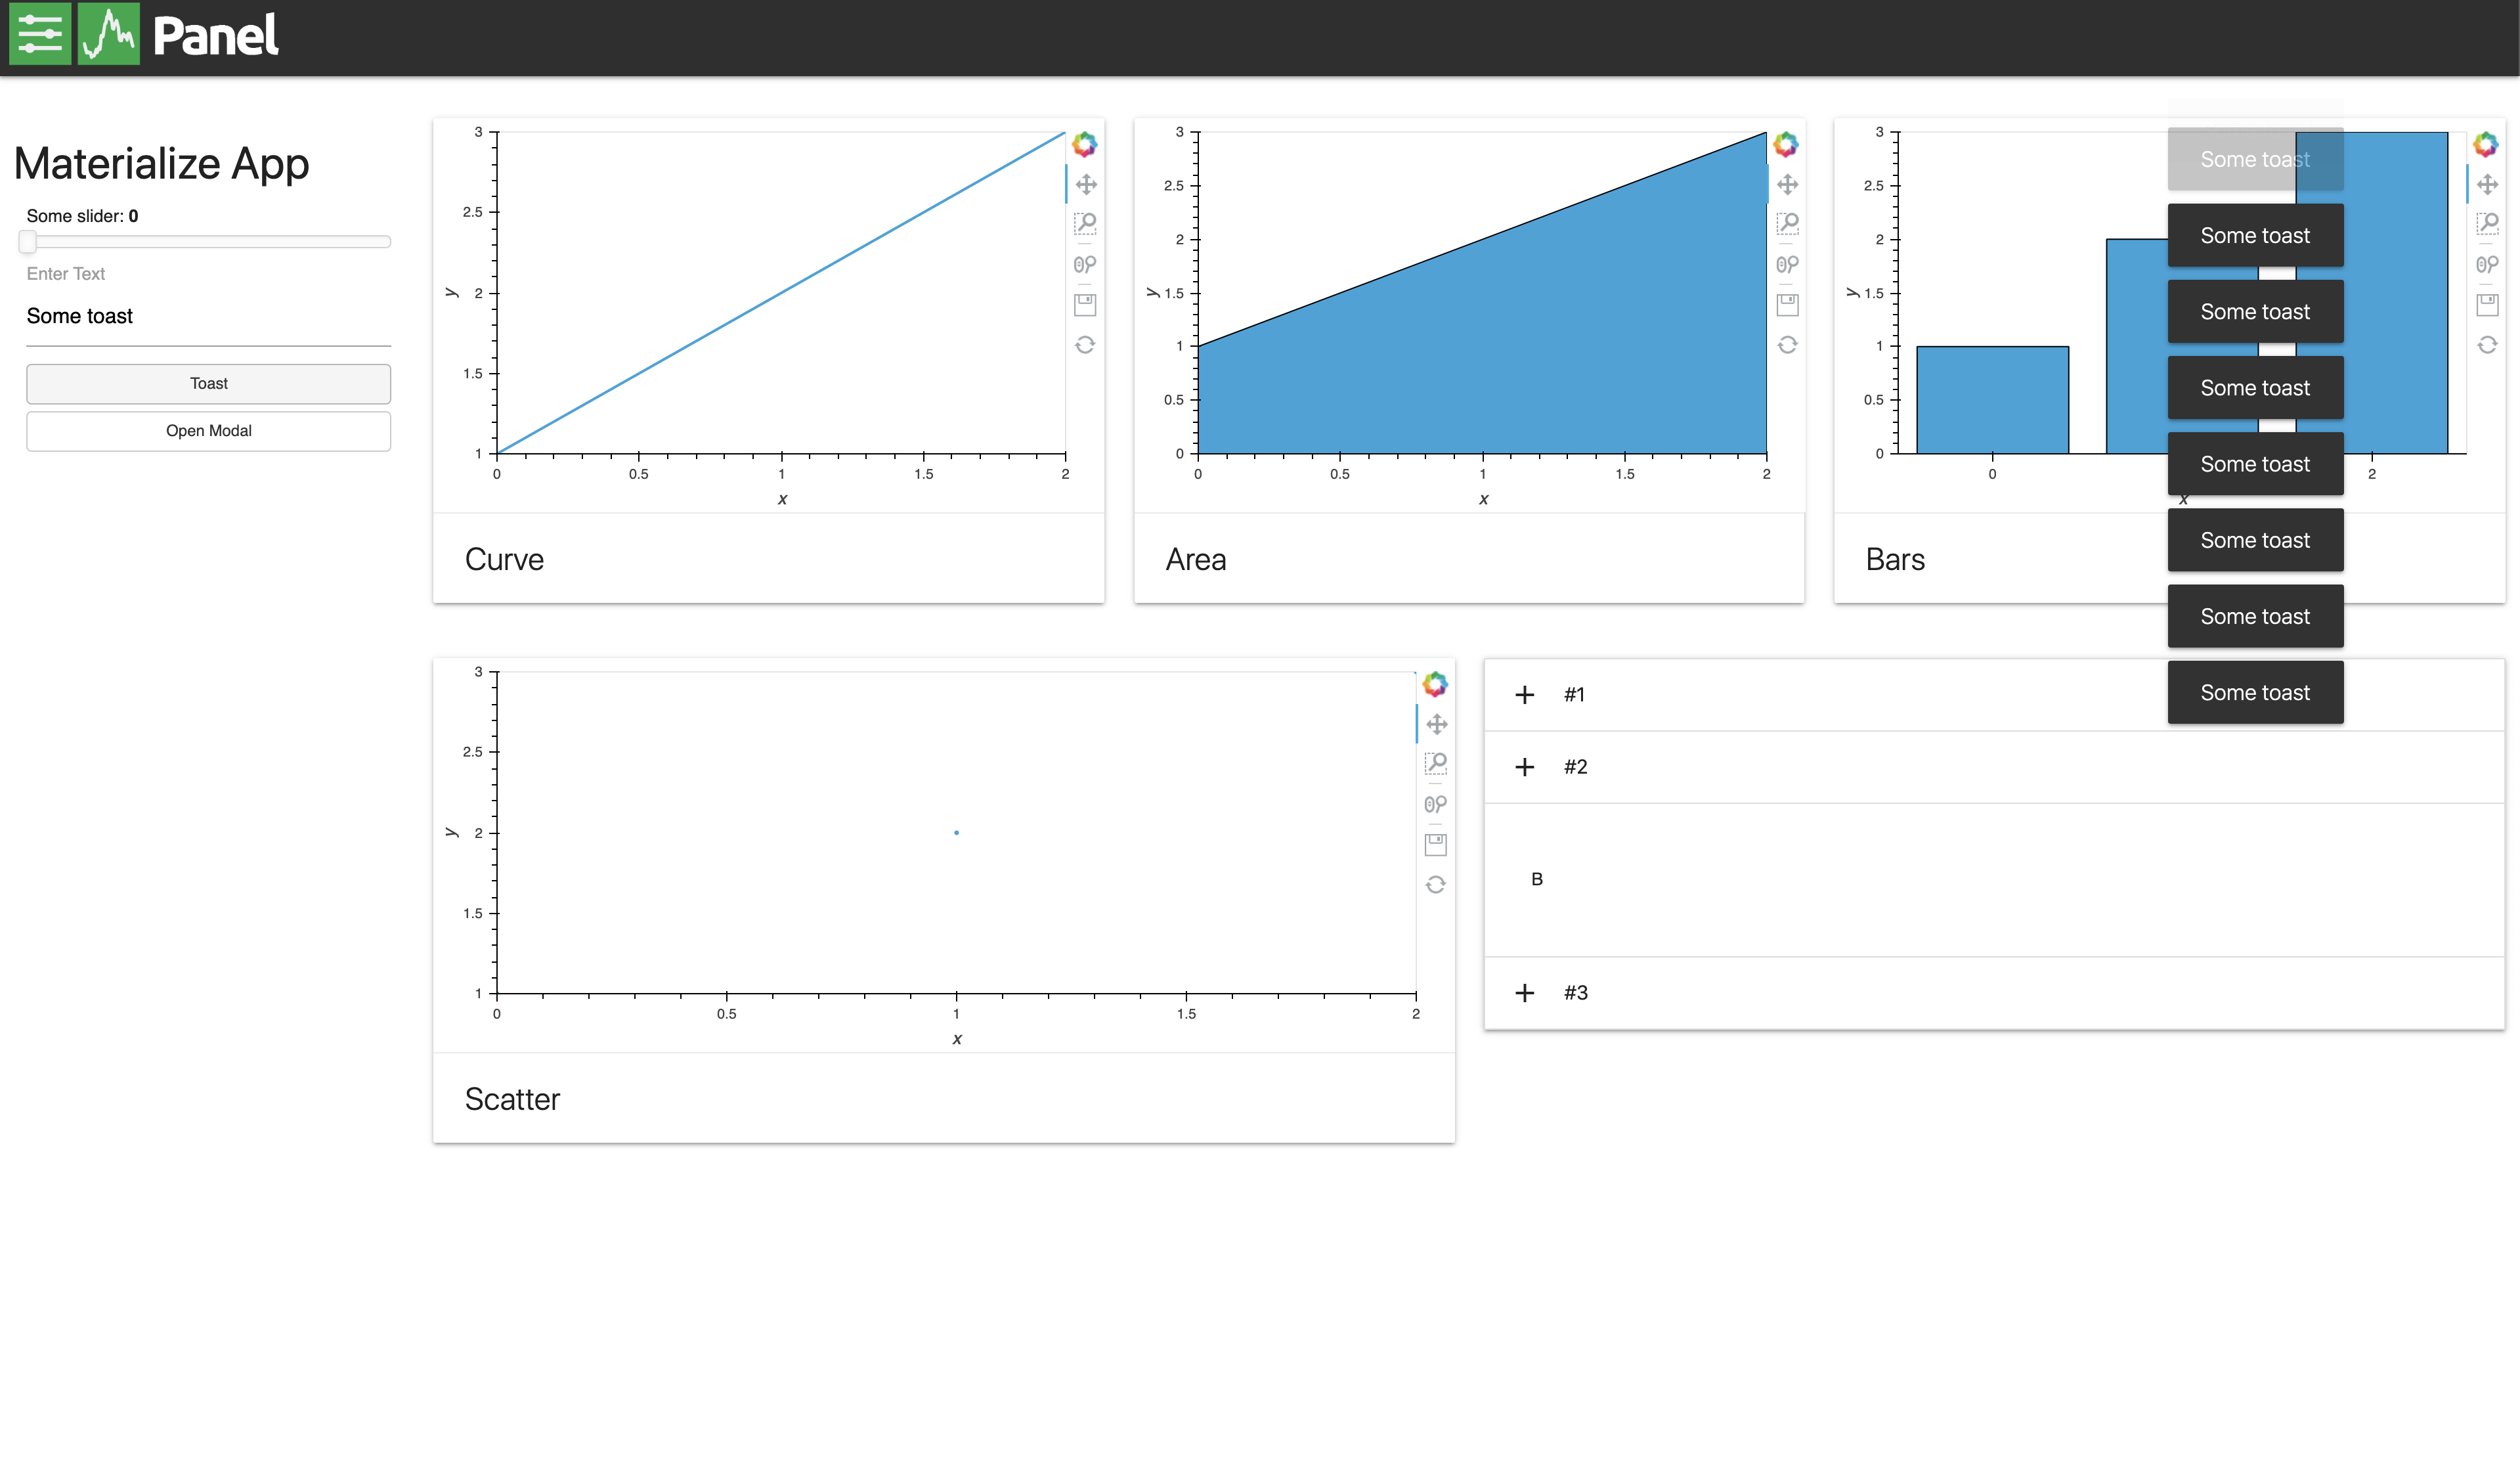 Panel
Materialize App
Some slider: 0
Enter Text
Some toast
Toast
Open Modal
3
2.5
2
1.5
1
y
0 0.5 1 1.5 2
x
Curve
3
2.5
2
1.5
1
0.5
0
y
0 0.5 1 1.5 2
x
Area
3
2.5
2
1.5
1
0.5
0
y
0 2
x
Bars
Some toast
Some toast
Some toast
Some toast
Some toast
Some toast
Some toast
Some toast
3
2.5
2
1.5
1
y
0 0.5 1 1.5 2
x
Scatter
#1
#2
B
#3